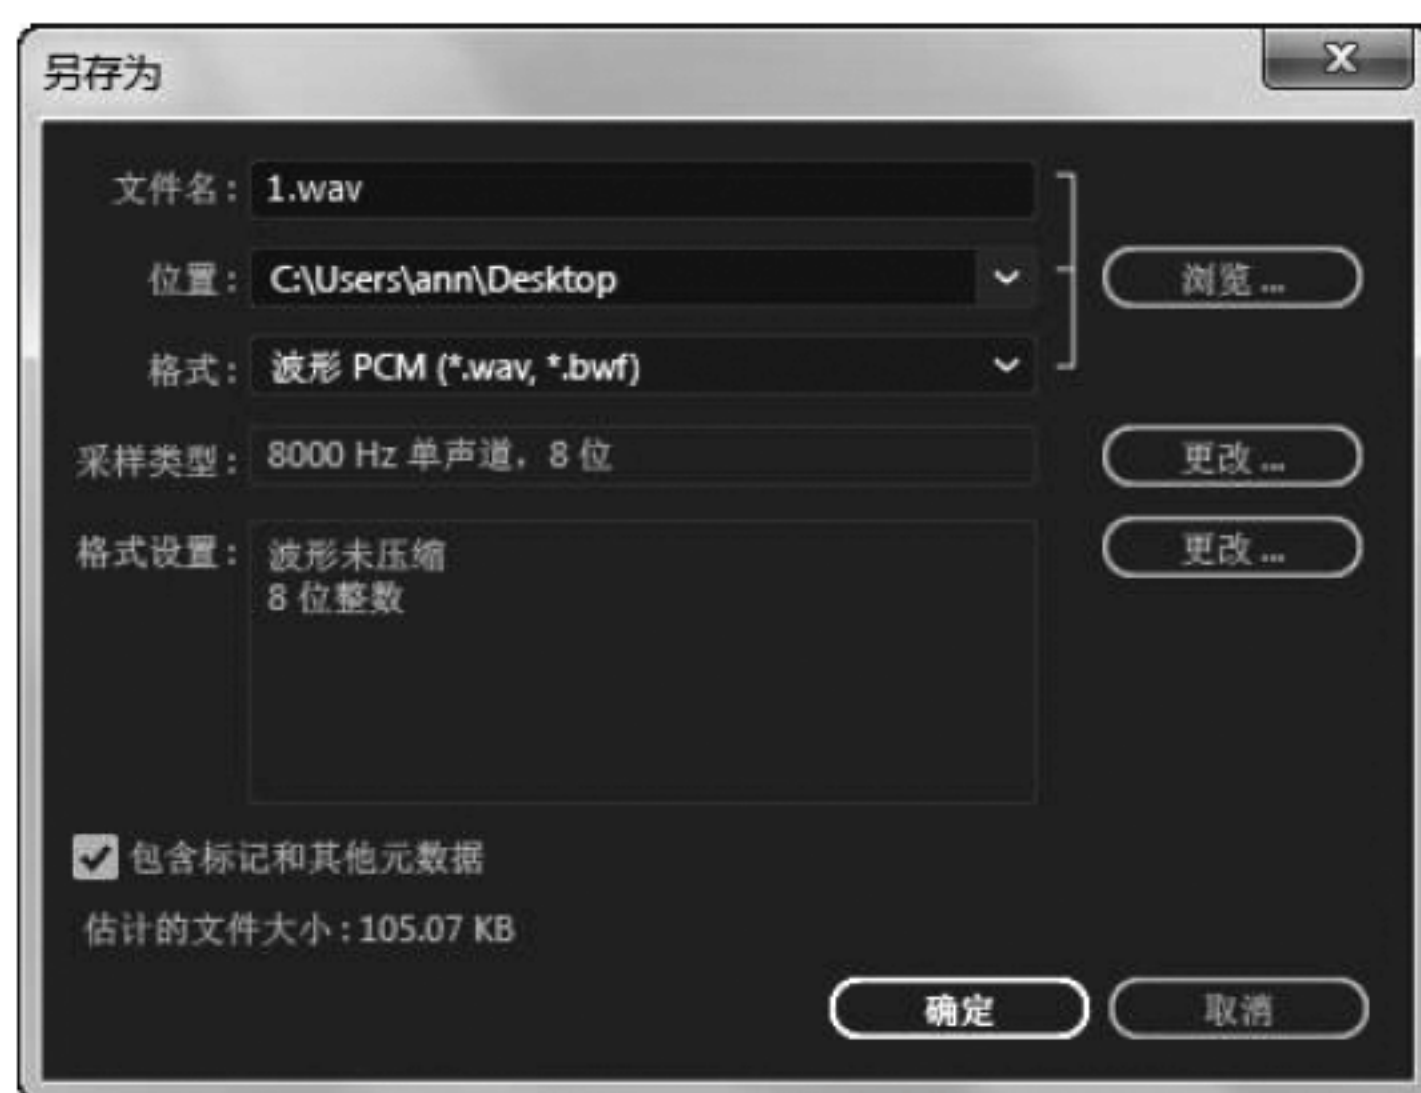 另存为
文件名: 1.wav
位置: C:\Users\ann\Desktop
浏览...
格式: 波形 PCM (*.wav, *.bwf)
采样类型: 8000 Hz 单声道, 8 位
更改...
格式设置: 波形未压缩
8 位整数
更改...
包含标记和其他元数据
估计的文件大小: 105.07 KB
确定
取消